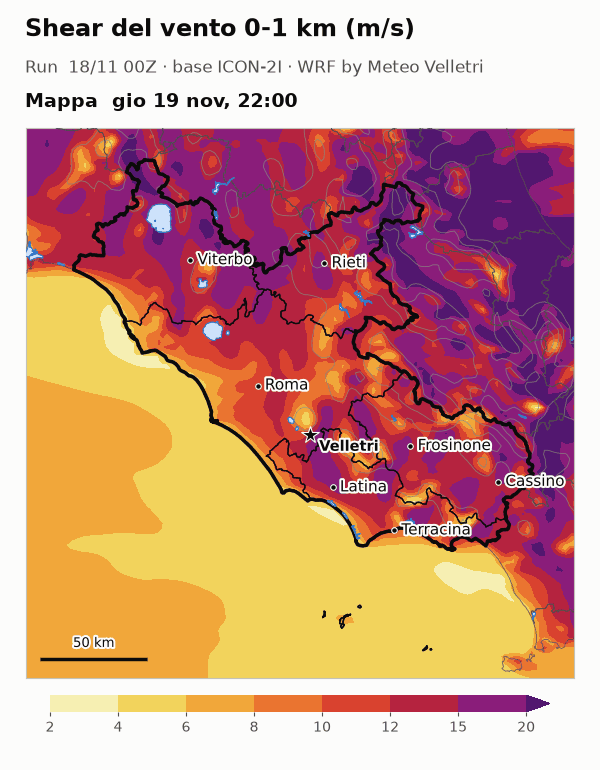 Shear del vento 0-1 km (m/s)
Run  18/11 00Z · base ICON-2I · WRF by Meteo Velletri
Mappa  gio 19 nov, 22:00
Viterbo
Rieti
Roma
Velletri
Frosinone
Cassino
Latina
Terracina
50 km
2 4 6 8 10 12 15 20